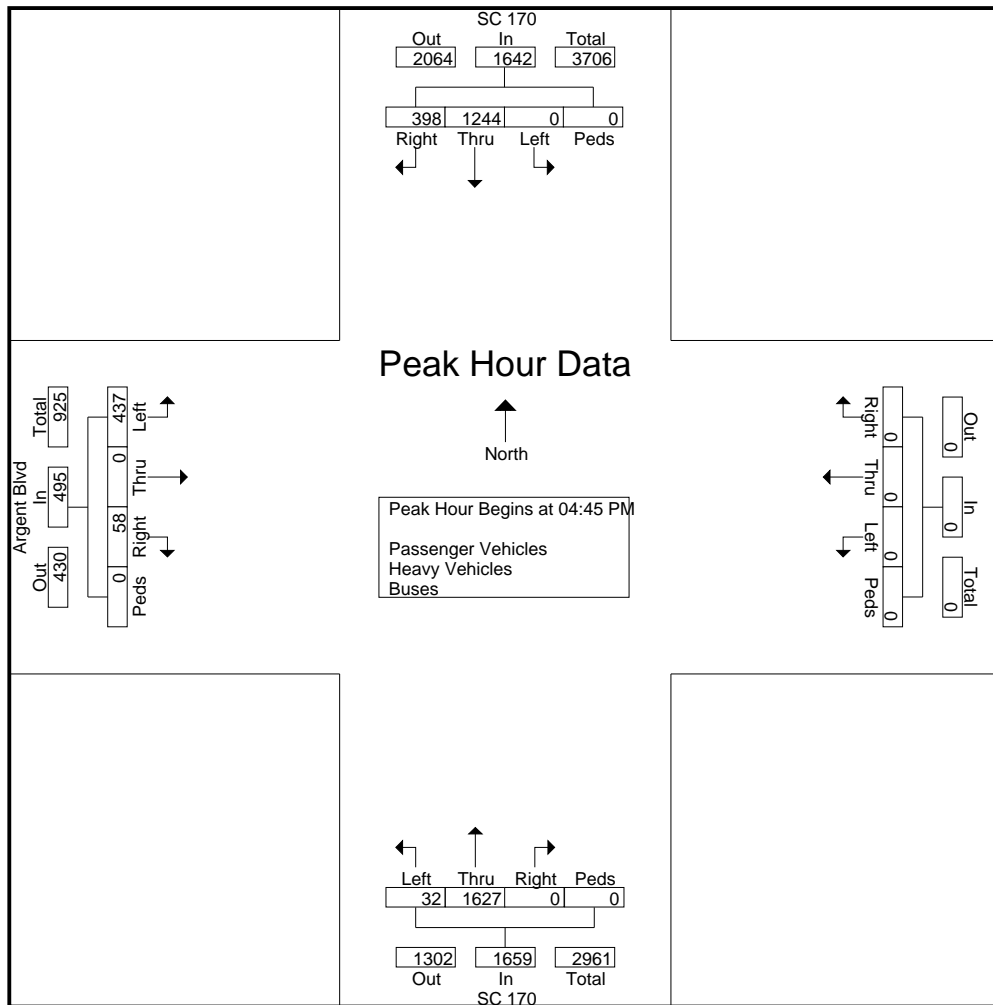 SC 170
Out In Total
2064 1642 3706
398 1244 0 0
Right Thru Left Peds
Peak Hour Data
North
Peak Hour Begins at 04:45 PM
Passenger Vehicles
Heavy Vehicles
Buses
Argent Blvd
Out In Total
430 495 925
437 0 58 0
Left Thru Right Peds
Right Thru Left Peds
0 0 0 0
Out In Total
0 0 0
Left Thru Right Peds
32 1627 0 0
1302 1659 2961
Out In Total
SC 170